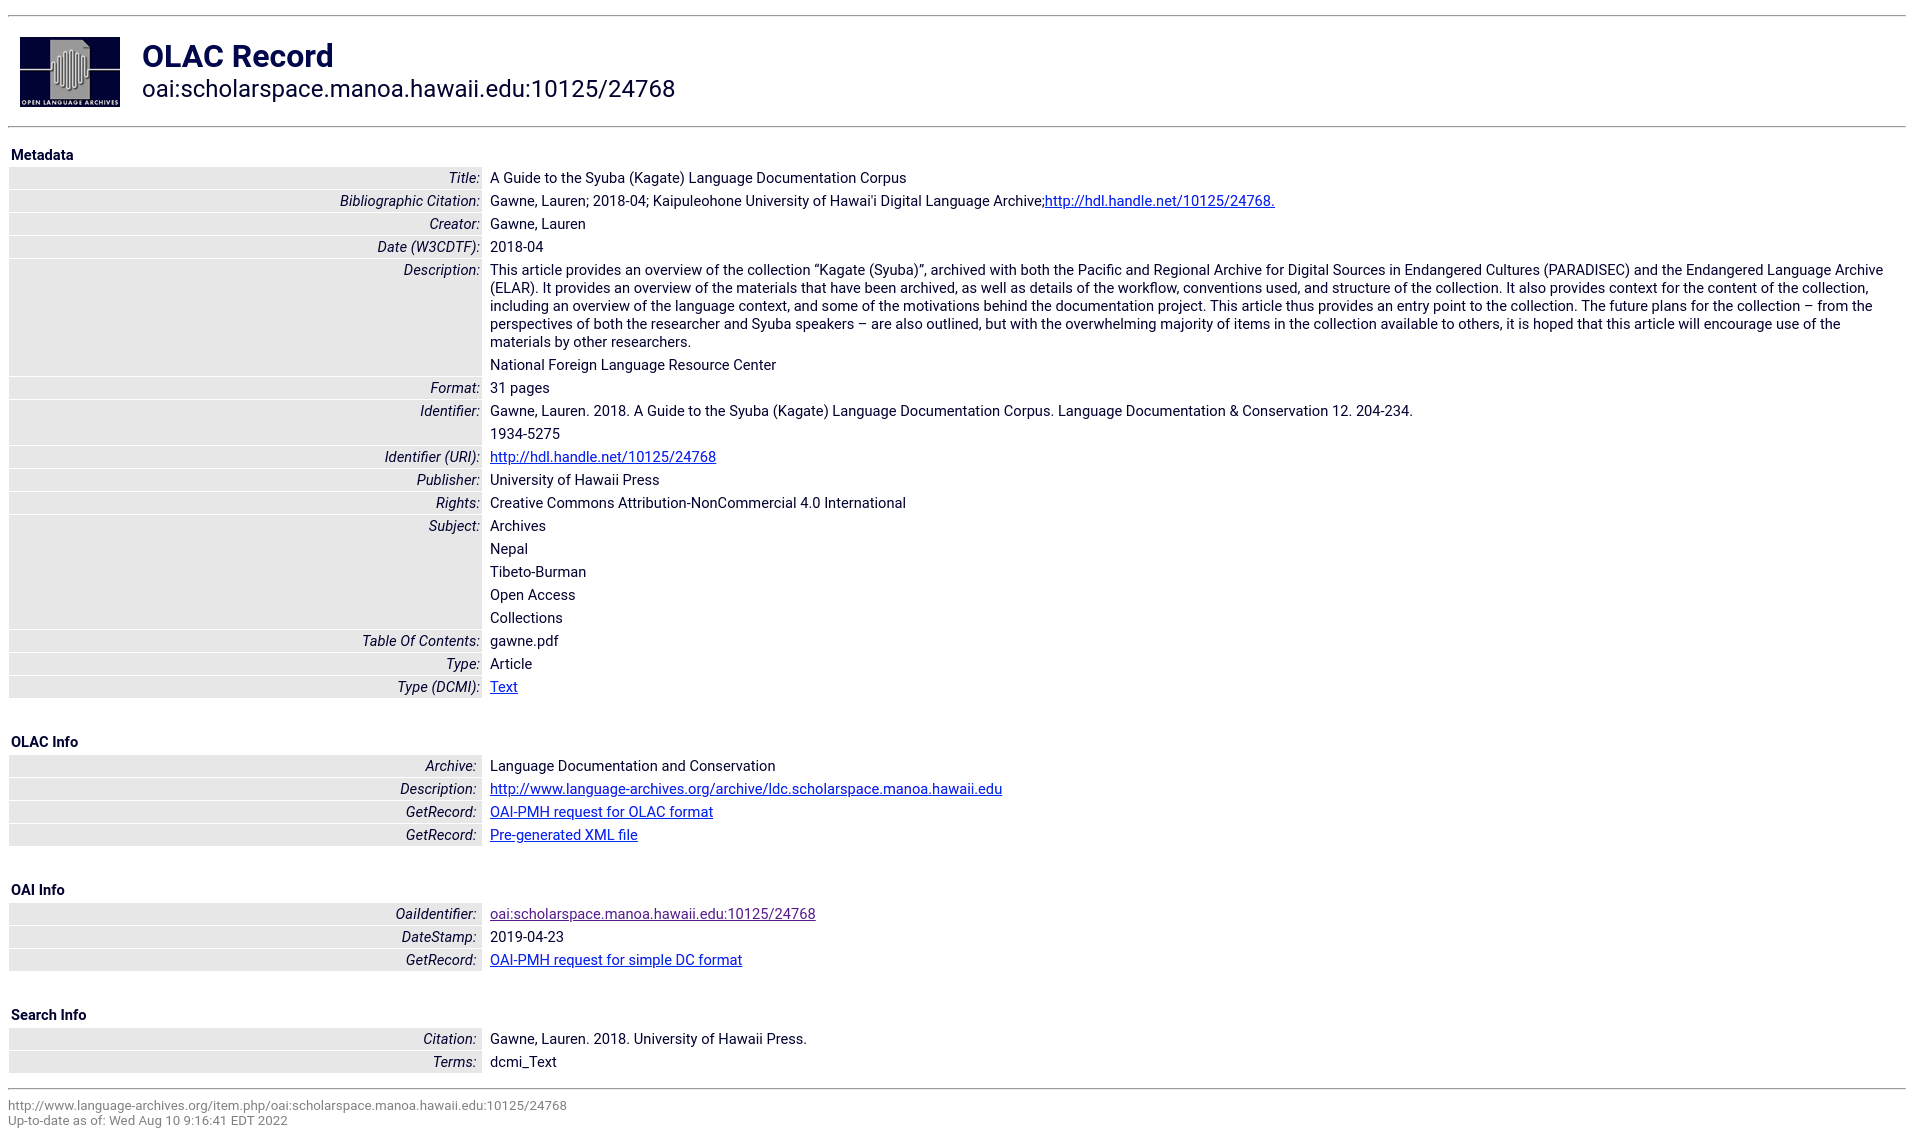 OPEN LANGUAGE ARCHIVES
OLAC Record
oai:scholarspace.manoa.hawaii.edu:10125/24768
Metadata
Title: A Guide to the Syuba (Kagate) Language Documentation Corpus
Bibliographic Citation: Gawne, Lauren; 2018-04; Kaipuleohone University of Hawai'i Digital Language Archive;http://hdl.handle.net/10125/24768.
Creator: Gawne, Lauren
Date (W3CDTF): 2018-04
Description: This article provides an overview of the collection “Kagate (Syuba)”, archived with both the Pacific and Regional Archive for Digital Sources in Endangered Cultures (PARADISEC) and the Endangered Language Archive
(ELAR). It provides an overview of the materials that have been archived, as well as details of the workflow, conventions used, and structure of the collection. It also provides context for the content of the collection,
including an overview of the language context, and some of the motivations behind the documentation project. This article thus provides an entry point to the collection. The future plans for the collection – from the
perspectives of both the researcher and Syuba speakers – are also outlined, but with the overwhelming majority of items in the collection available to others, it is hoped that this article will encourage use of the
materials by other researchers.
National Foreign Language Resource Center
Format: 31 pages
Identifier: Gawne, Lauren. 2018. A Guide to the Syuba (Kagate) Language Documentation Corpus. Language Documentation & Conservation 12. 204-234.
1934-5275
Identifier (URI): http://hdl.handle.net/10125/24768
Publisher: University of Hawaii Press
Rights: Creative Commons Attribution-NonCommercial 4.0 International
Subject: Archives
Nepal
Tibeto-Burman
Open Access
Collections
Table Of Contents: gawne.pdf
Type: Article
Type (DCMI): Text
OLAC Info
Archive: Language Documentation and Conservation
Description: http://www.language-archives.org/archive/ldc.scholarspace.manoa.hawaii.edu
GetRecord: OAI-PMH request for OLAC format
GetRecord: Pre-generated XML file
OAI Info
OaiIdentifier: oai:scholarspace.manoa.hawaii.edu:10125/24768
DateStamp: 2019-04-23
GetRecord: OAI-PMH request for simple DC format
Search Info
Citation: Gawne, Lauren. 2018. University of Hawaii Press.
Terms: dcmi_Text
http://www.language-archives.org/item.php/oai:scholarspace.manoa.hawaii.edu:10125/24768
Up-to-date as of: Wed Aug 10 9:16:41 EDT 2022